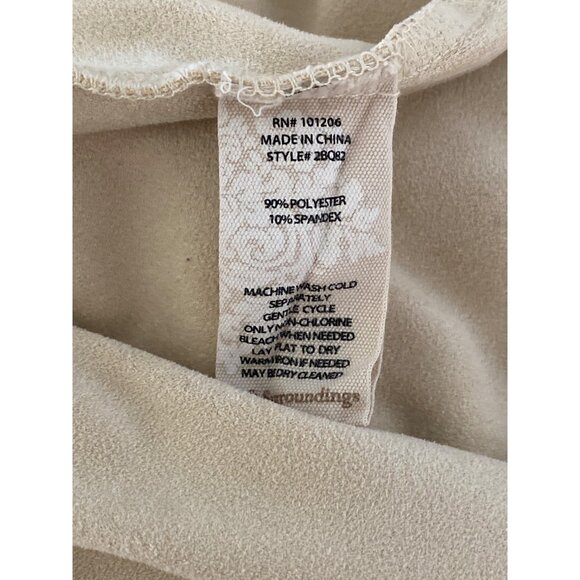 RN# 101206
MADE IN CHINA
STYLE# 2BQ82
90% POLYESTER
10% SPANDEX
MACHINE WASH COLD
SEPARATELY
GENTLE CYCLE
ONLY NON-CHLORINE
BLEACH WHEN NEEDED
LAY FLAT TO DRY
WARM IRON IF NEEDED
MAY BE DRY CLEANED
Surroundings